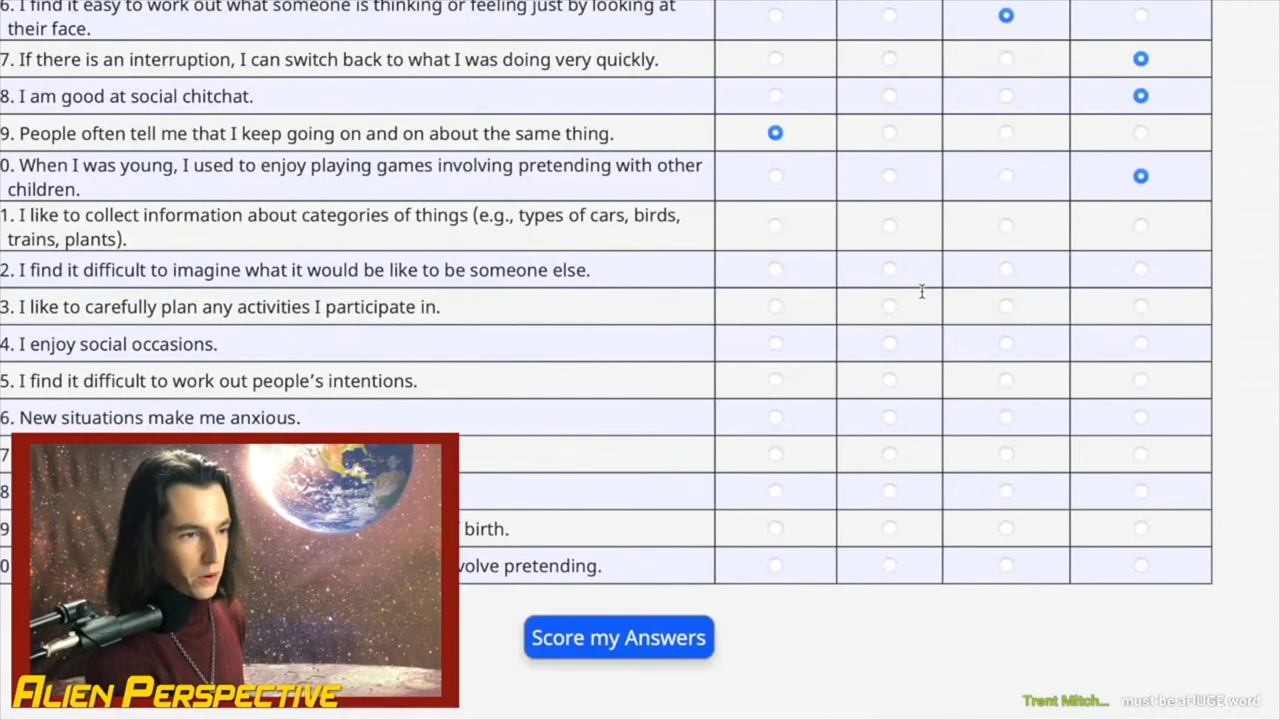 6. I find it easy to work out what someone is thinking or feeling just by looking at
their face.
7. If there is an interruption, I can switch back to what I was doing very quickly.
8. I am good at social chitchat.
9. People often tell me that I keep going on and on about the same thing.
0. When I was young, I used to enjoy playing games involving pretending with other
children.
1. I like to collect information about categories of things (e.g., types of cars, birds,
trains, plants).
2. I find it difficult to imagine what it would be like to be someone else.
3. I like to carefully plan any activities I participate in.
4. I enjoy social occasions.
5. I find it difficult to work out people’s intentions.
6. New situations make me anxious.
7
8
9 birth.
0 volve pretending.
Score my Answers
ALIEN PERSPECTIVE
Trent Mitch... must be aHUGE word